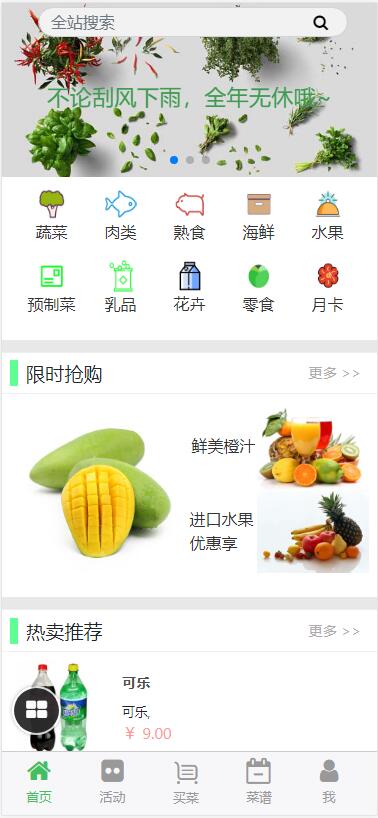 全站搜索
不论刮风下雨，全年无休哦~
蔬菜 肉类 熟食 海鲜 水果
预制菜 乳品 花卉 零食 月卡
限时抢购 更多 >>
鲜美橙汁
进口水果
优惠享
热卖推荐 更多 >>
可乐
可乐,
￥ 9.00
首页 活动 买菜 菜谱 我